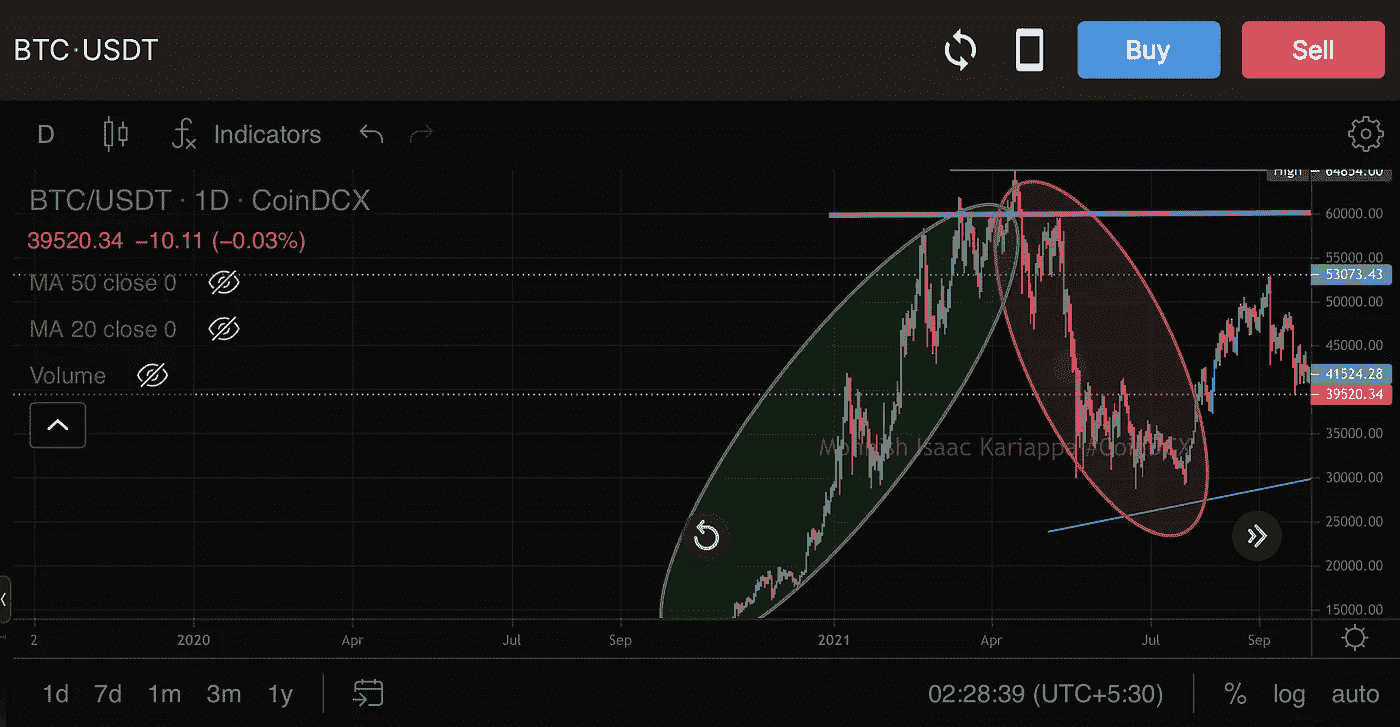 BTC·USDT
Buy
Sell
D
Indicators
BTC/USDT · 1D · CoinDCX
39520.34 −10.11 (−0.03%)
MA 50 close 0
MA 20 close 0
Volume
High
64854.00
60000.00
55000.00
53073.43
50000.00
45000.00
41524.28
39520.34
35000.00
30000.00
25000.00
20000.00
15000.00
Isaac Kariappa
2
2020
Apr
Jul
Sep
2021
Apr
Jul
Sep
1d 7d 1m 3m 1y
02:28:39 (UTC+5:30)
% log auto